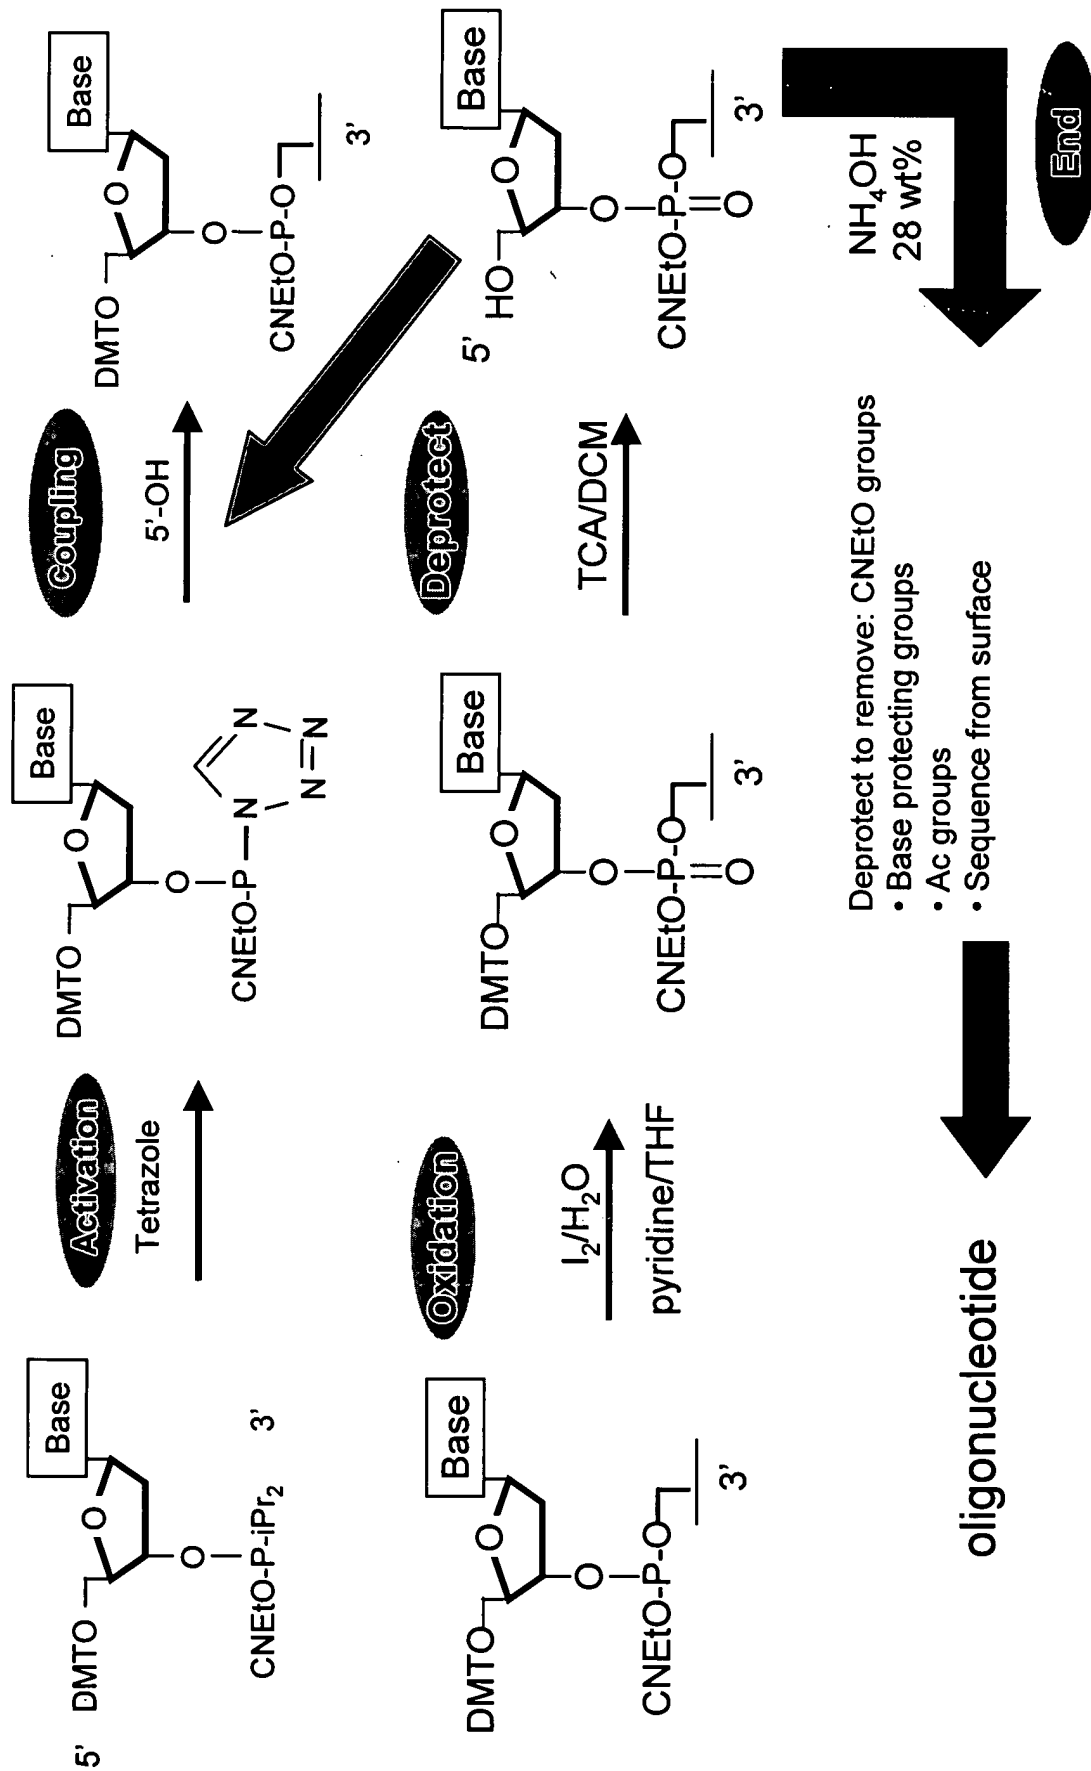 5'
DMTO
O
Base
O
CNEtO-P-iPr₂
3'
Activation
Tetrazole
DMTO
O
Base
O
CNEtO-P-N
N
N=N
Coupling
5'-OH
DMTO
O
Base
O
CNEtO-P-O
3'
DMTO
O
Base
O
CNEtO-P-O
3'
Oxidation
I₂/H₂O
pyridine/THF
DMTO
O
Base
O
CNEtO-P-O
O
3'
Deprotect
TCA/DCM
5'
HO
O
Base
O
CNEtO-P-O
O
3'
NH₄OH
28 wt%
End
Deprotect to remove: CNEtO groups
• Base protecting groups
• Ac groups
• Sequence from surface
oligonucleotide